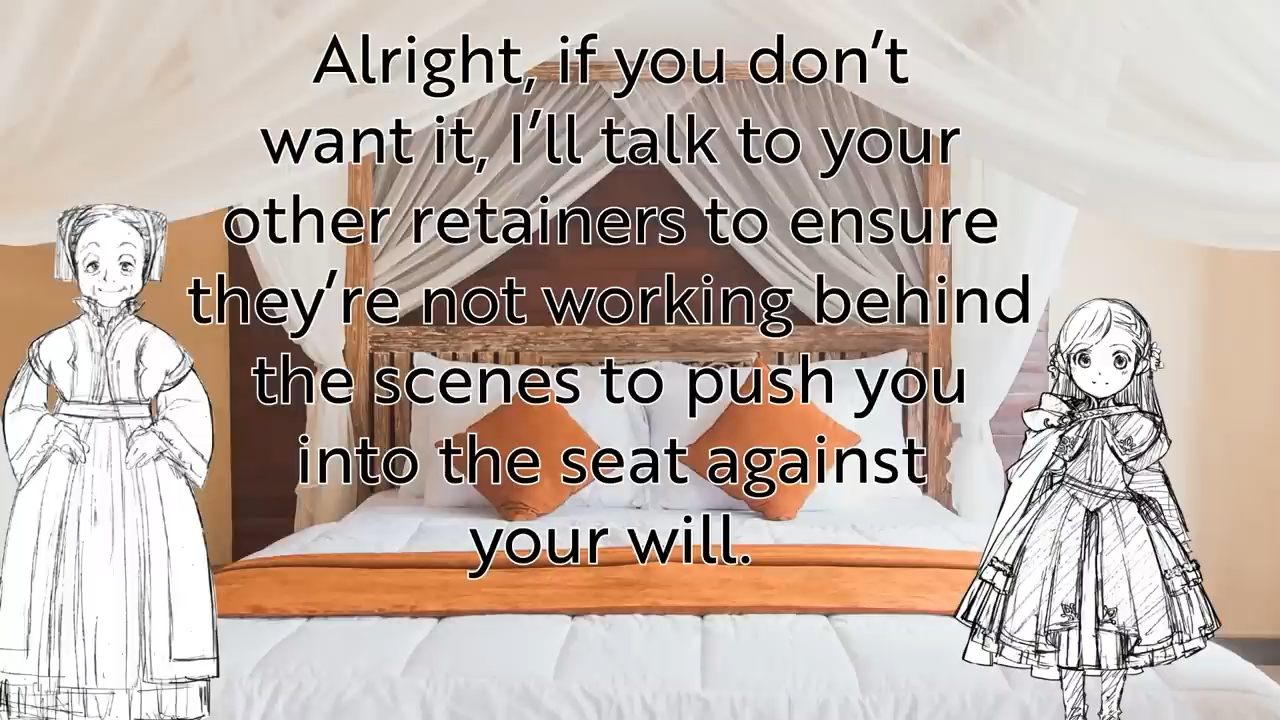 Alright, if you don't
want it, I'll talk to your
other retainers to ensure
they're not working behind
the scenes to push you
into the seat against
your will.